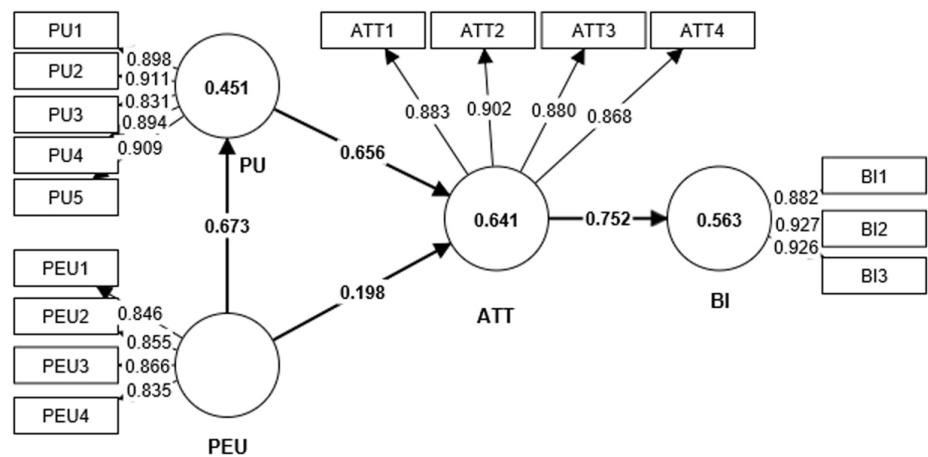 PU1
PU2
PU3
PU4
PU5
0.898
0.911
0.831
0.894
0.909
0.451
PU
ATT1
ATT2
ATT3
ATT4
0.883
0.902
0.880
0.868
0.656
0.673
0.198
0.641
ATT
0.752
0.563
BI
0.882
0.927
0.926
BI1
BI2
BI3
PEU1
PEU2
PEU3
PEU4
0.846
0.855
0.866
0.835
PEU